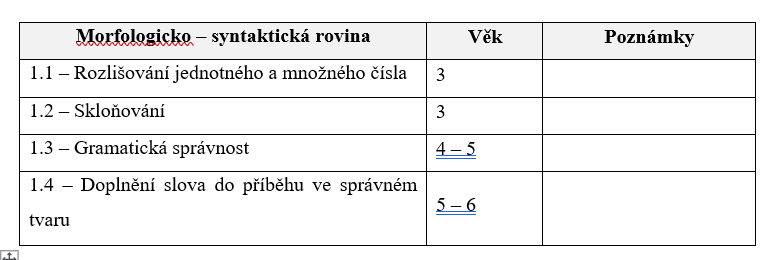 Morfologicko – syntaktická rovina Věk Poznámky
1.1 – Rozlišování jednotného a množného čísla 3
1.2 – Skloňování 3
1.3 – Gramatická správnost 4 – 5
1.4 – Doplnění slova do příběhu ve správném
tvaru 5 – 6